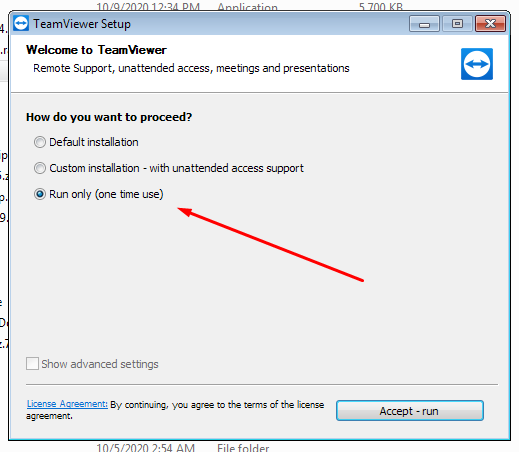 10/9/2020 12:34 PM Application 5,700 KB
TeamViewer Setup
Welcome to TeamViewer
Remote Support, unattended access, meetings and presentations
How do you want to proceed?
Default installation
Custom installation - with unattended access support
Run only (one time use)
Show advanced settings
License Agreement: By continuing, you agree to the terms of the license
agreement.
Accept - run
10/5/2020 2:54 AM File folder